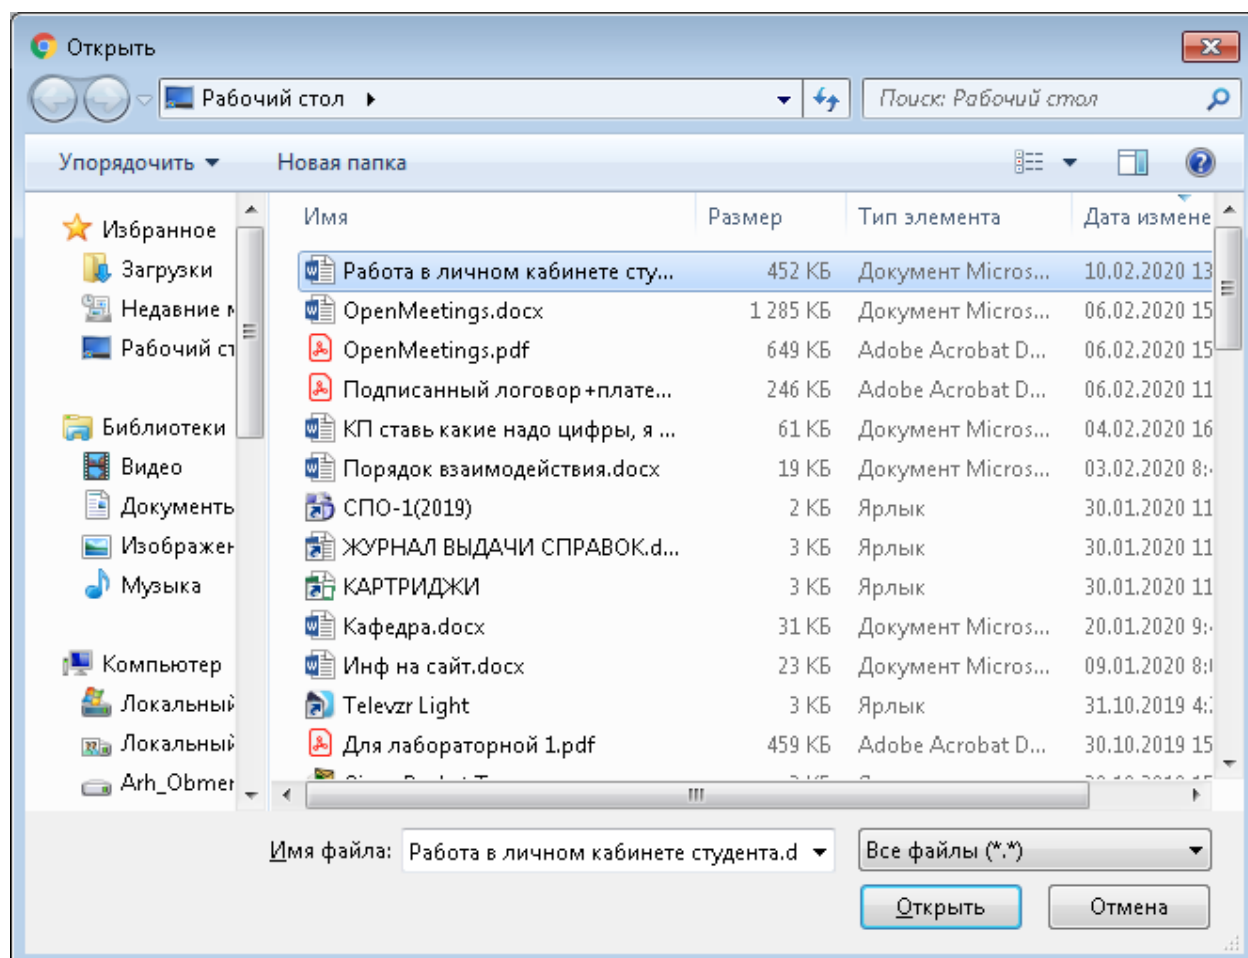 Открыть
Рабочий стол
Поиск: Рабочий стол
Упорядочить Новая папка
Имя Размер Тип элемента Дата измене
Избранное
Загрузки
Недавние м
Рабочий ст
Библиотеки
Видео
Документь
Изображен
Музыка
Компьютер
Локальный
Локальный
Arh_Obmen
Работа в личном кабинете сту... 452 КБ Документ Micros... 10.02.2020 13
OpenMeetings.docx 1 285 КБ Документ Micros... 06.02.2020 15
OpenMeetings.pdf 649 КБ Adobe Acrobat D... 06.02.2020 15
Подписанный логовор+плате... 246 КБ Adobe Acrobat D... 06.02.2020 11
КП ставь какие надо цифры, я ... 61 КБ Документ Micros... 04.02.2020 16
Порядок взаимодействия.docx 19 КБ Документ Micros... 03.02.2020 8:
СПО-1(2019) 2 КБ Ярлык 30.01.2020 11
ЖУРНАЛ ВЫДАЧИ СПРАВОК.d... 3 КБ Ярлык 30.01.2020 11
КАРТРИДЖИ 3 КБ Ярлык 30.01.2020 11
Кафедра.docx 31 КБ Документ Micros... 20.01.2020 9:
Инф на сайт.docx 23 КБ Документ Micros... 09.01.2020 8:
Televzr Light 3 КБ Ярлык 31.10.2019 4:
Для лабораторной 1.pdf 459 КБ Adobe Acrobat D... 30.10.2019 15
Имя файла: Работа в личном кабинете студента.d Все файлы (*.*)
Открыть Отмена